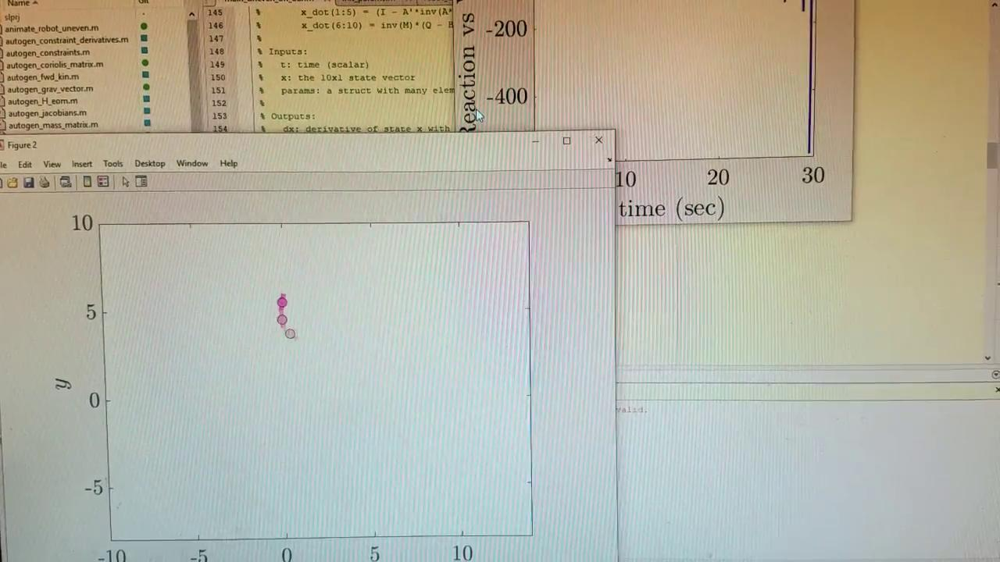 Name
Git
slprj
animate_robot_uneven.m
autogen_constraint_derivatives.m
autogen_constraints.m
autogen_coriolis_matrix.m
autogen_fwd_kin.m
autogen_grav_vector.m
autogen_H_eom.m
autogen_jacobians.m
autogen_mass_matrix.m
145 % x_dot(1:5) = (I - A'*inv(A*
146 % x_dot(6:10) = inv(M)*(Q - H
147 %
148 % Inputs:
149 % t: time (scalar)
150 % x: the 10x1 state vector
151 % params: a struct with many elem
152 %
153 % Outputs:
154 % dx: derivative of state x with
Reaction vs
-200
-400
10 20 30
time (sec)
Figure 2
Edit View Insert Tools Desktop Window Help
10
5
0
-5
y
-10 -5 0 5 10
valid.